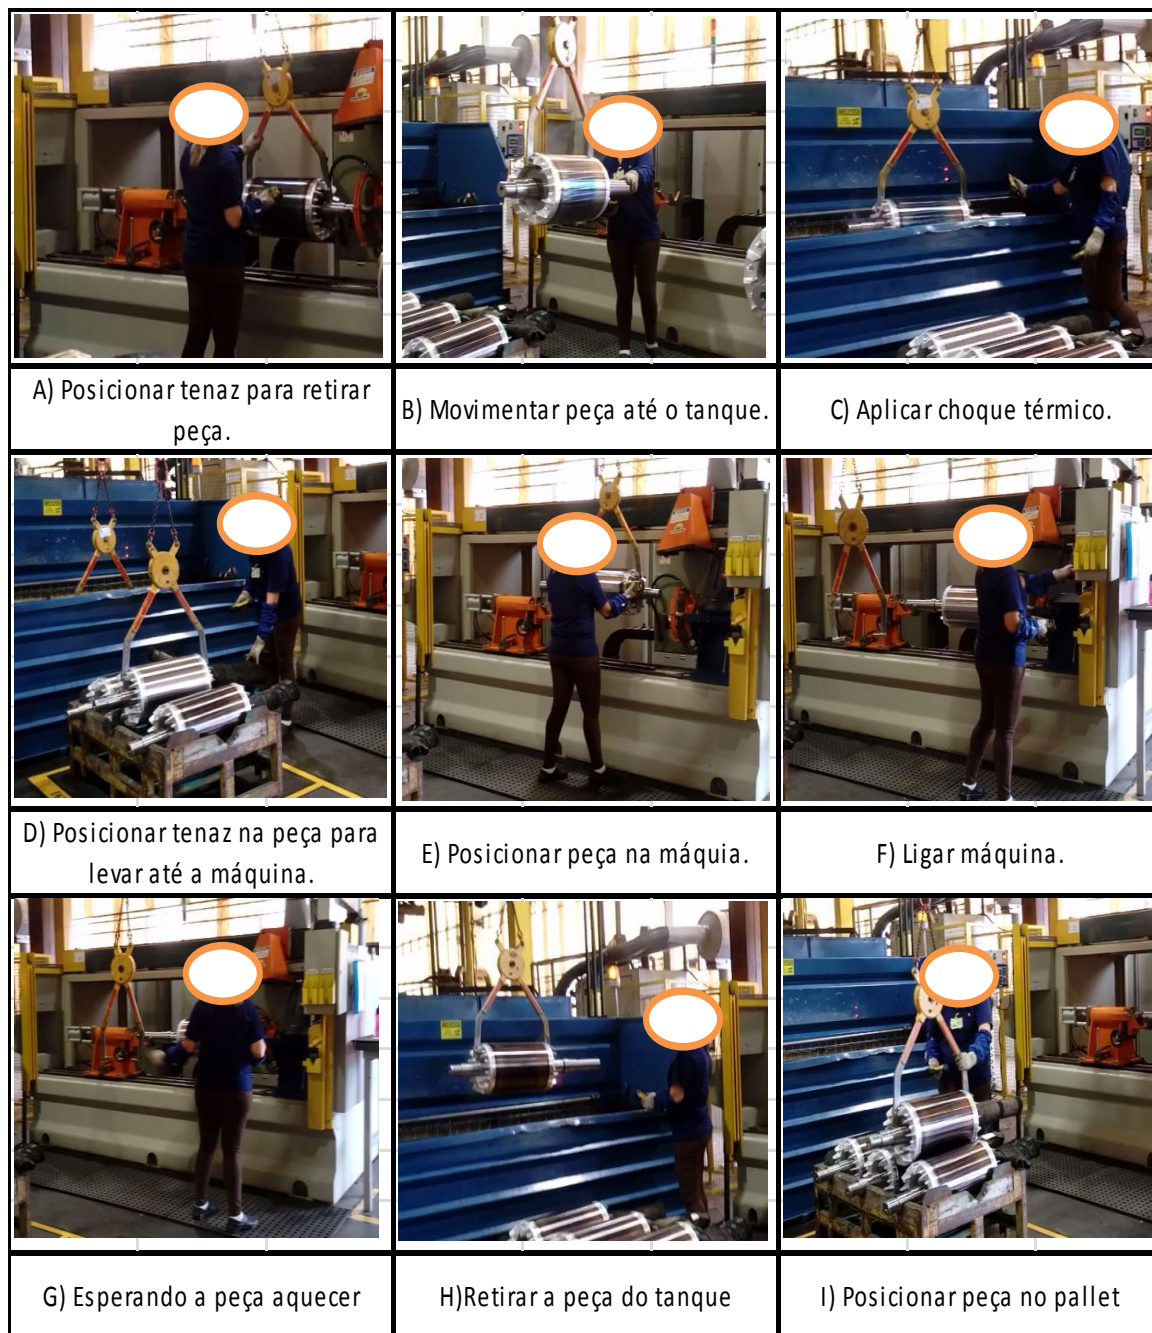 A) Posicionar tenaz para retirar
peça.
B) Movimentar peça até o tanque.
C) Aplicar choque térmico.
D) Posicionar tenaz na peça para
levar até a máquina.
E) Posicionar peça na máquia.
F) Ligar máquina.
G) Esperando a peça aquecer
H)Retirar a peça do tanque
I) Posicionar peça no pallet